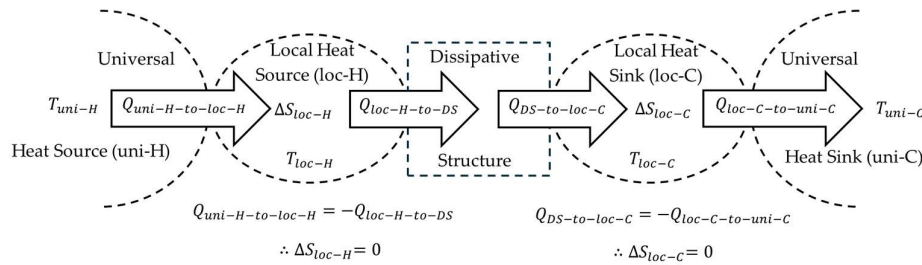 Universal
Local Heat
Source (loc-H)
Dissipative
Local Heat
Sink (loc-C)
Universal
T_{uni-H}
Q_{uni-H-to-loc-H}
ΔS_{loc-H}
Q_{loc-H-to-DS}
Q_{DS-to-loc-C}
ΔS_{loc-C}
Q_{loc-C-to-uni-C}
T_{uni-C}
Heat Source (uni-H)
T_{loc-H}
Structure
T_{loc-C}
Heat Sink (uni-C)
Q_{uni-H-to-loc-H} = −Q_{loc-H-to-DS}
Q_{DS-to-loc-C} = −Q_{loc-C-to-uni-C}
∴ ΔS_{loc-H} = 0
∴ ΔS_{loc-C} = 0